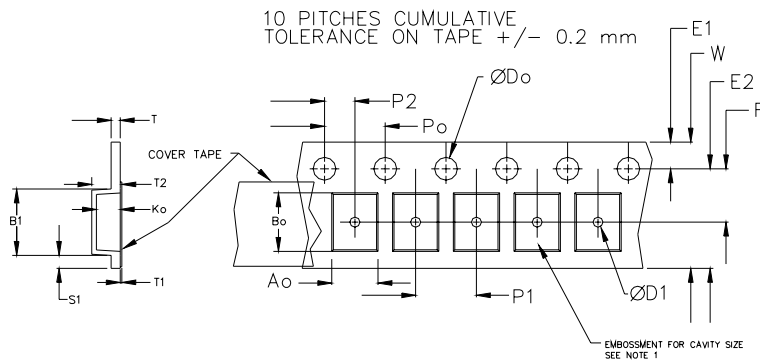 10 PITCHES CUMULATIVE
TOLERANCE ON TAPE +/- 0.2 mm
E1
W
ØDo
E2
P2
F
T
Po
COVER TAPE
T2
B1
Ko
Bo
Ao
P1
ØD1
S1
T1
EMBOSSMENT FOR CAVITY SIZE
SEE NOTE 1